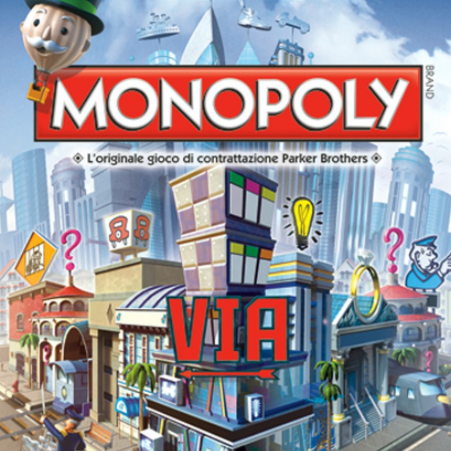 MONOPOLY
BRAND
L'originale gioco di contrattazione Parker Brothers
?
?
VIA